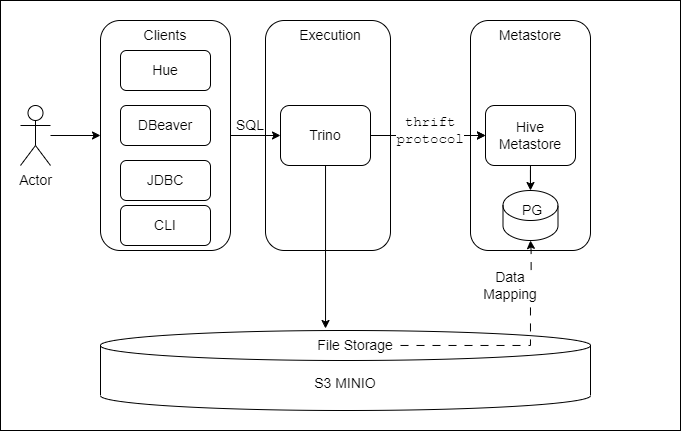 Clients
Execution
Metastore
Hue
DBeaver
JDBC
CLI
Actor
SQL
Trino
thrift
protocol
Hive
Metastore
PG
Data
Mapping
File Storage
S3 MINIO